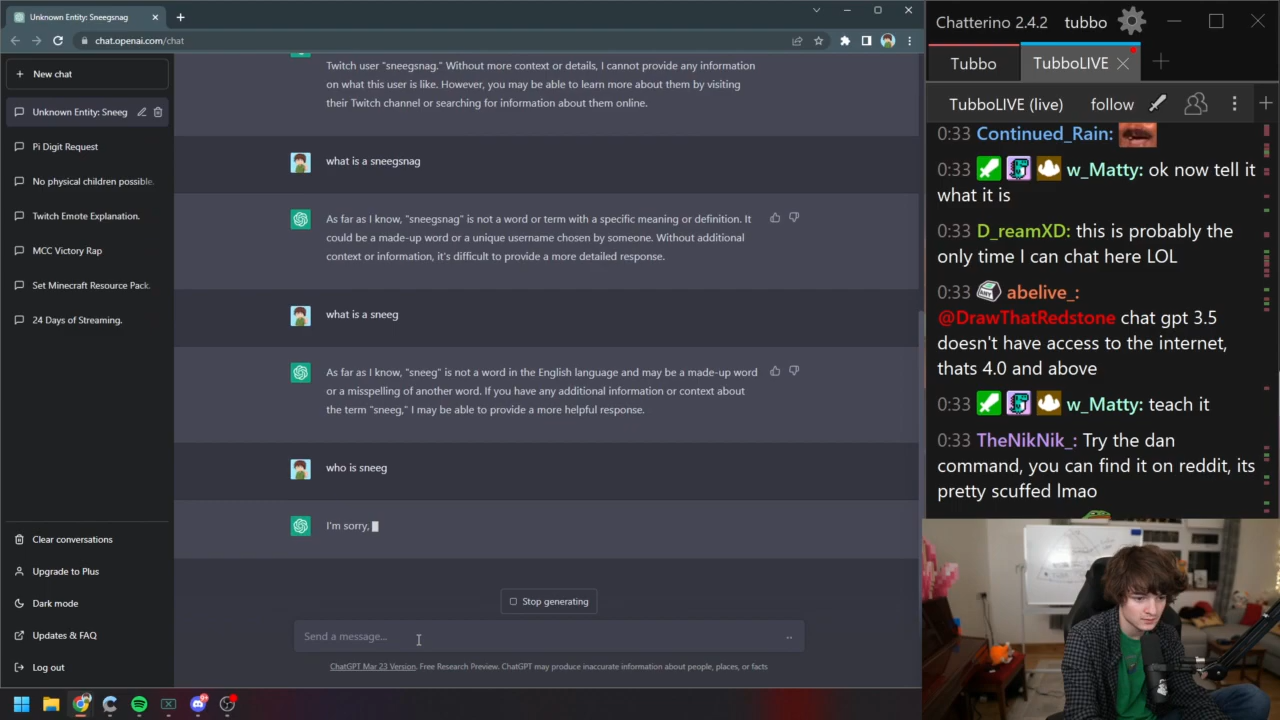 Unknown Entity: Sneegsnag
chat.openai.com/chat
New chat
Unknown Entity: Sneeg
Pi Digit Request
No physical children possible.
Twitch Emote Explanation.
MCC Victory Rap
Set Minecraft Resource Pack.
24 Days of Streaming.
Clear conversations
Upgrade to Plus
Dark mode
Updates & FAQ
Log out
Twitch user "sneegsnag." Without more context or details, I cannot provide any information
on what this user is like. However, you may be able to learn more about them by visiting
their Twitch channel or searching for information about them online.
what is a sneegsnag
As far as I know, "sneegsnag" is not a word or term with a specific meaning or definition. It
could be a made-up word or a unique username chosen by someone. Without additional
context or information, it's difficult to provide a more detailed response.
what is a sneeg
As far as I know, "sneeg" is not a word in the English language and may be a made-up word
or a misspelling of another word. If you have any additional information or context about
the term "sneeg," I may be able to provide a more helpful response.
who is sneeg
I'm sorry,
Stop generating
Send a message...
ChatGPT Mar 23 Version. Free Research Preview. ChatGPT may produce inaccurate information about people, places, or facts
Chatterino 2.4.2 tubbo
Tubbo TubboLIVE
TubboLIVE (live) follow
0:33 Continued_Rain:
0:33 w_Matty: ok now tell it
what it is
0:33 D_reamXD: this is probably the
only time I can chat here LOL
0:33 abelive_:
@DrawThatRedstone chat gpt 3.5
doesn't have access to the internet,
thats 4.0 and above
0:33 w_Matty: teach it
0:33 TheNikNik_: Try the dan
command, you can find it on reddit, its
pretty scuffed lmao